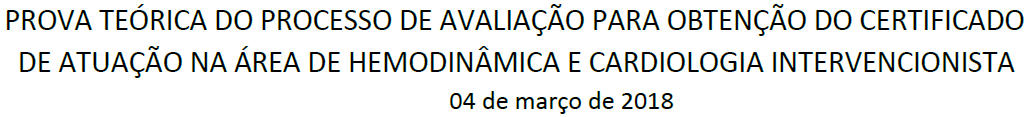 PROVA TEÓRICA DO PROCESSO DE AVALIAÇÃO PARA OBTENÇÃO DO CERTIFICADO
DE ATUAÇÃO NA ÁREA DE HEMODINÂMICA E CARDIOLOGIA INTERVENCIONISTA
04 de março de 2018